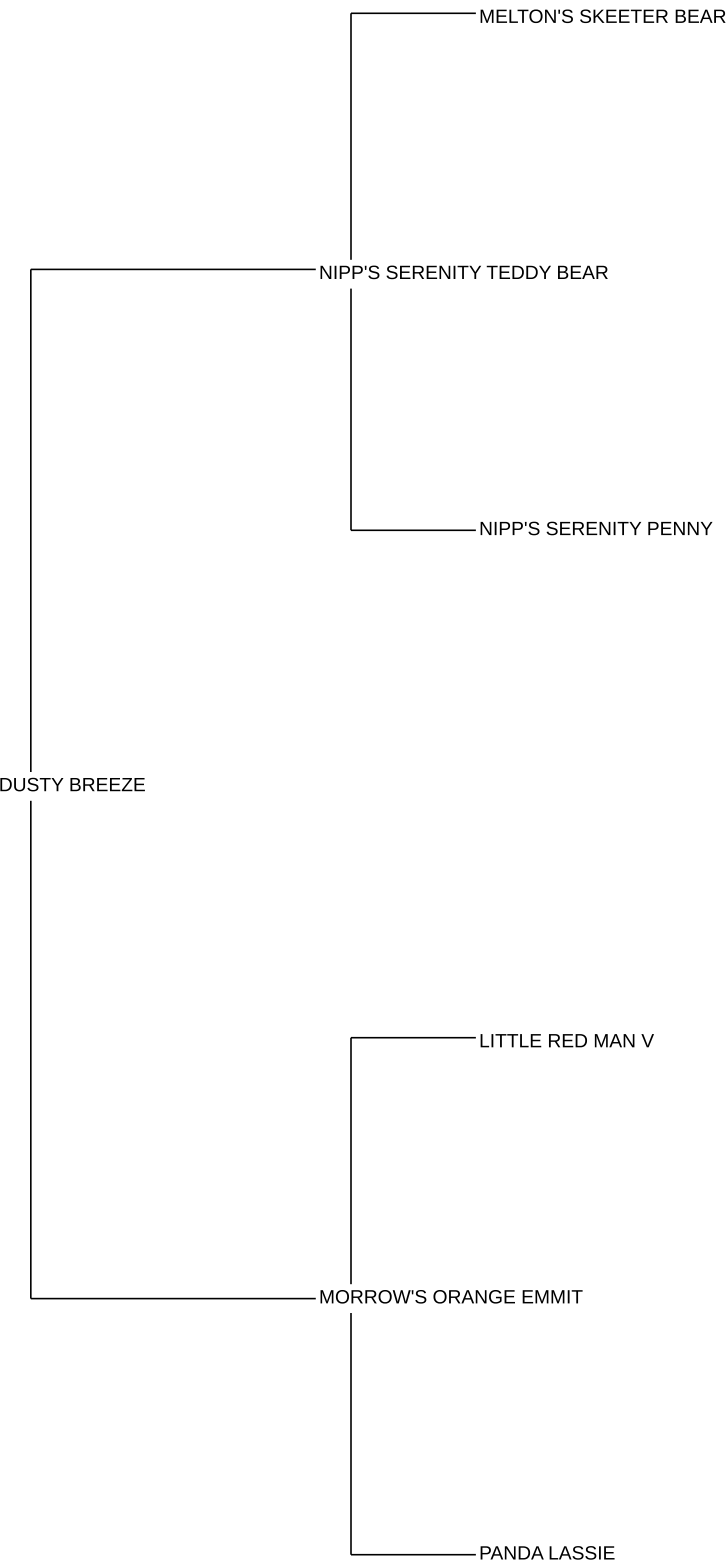 MELTON'S SKEETER BEAR
NIPP'S SERENITY TEDDY BEAR
NIPP'S SERENITY PENNY
DUSTY BREEZE
LITTLE RED MAN V
MORROW'S ORANGE EMMIT
PANDA LASSIE